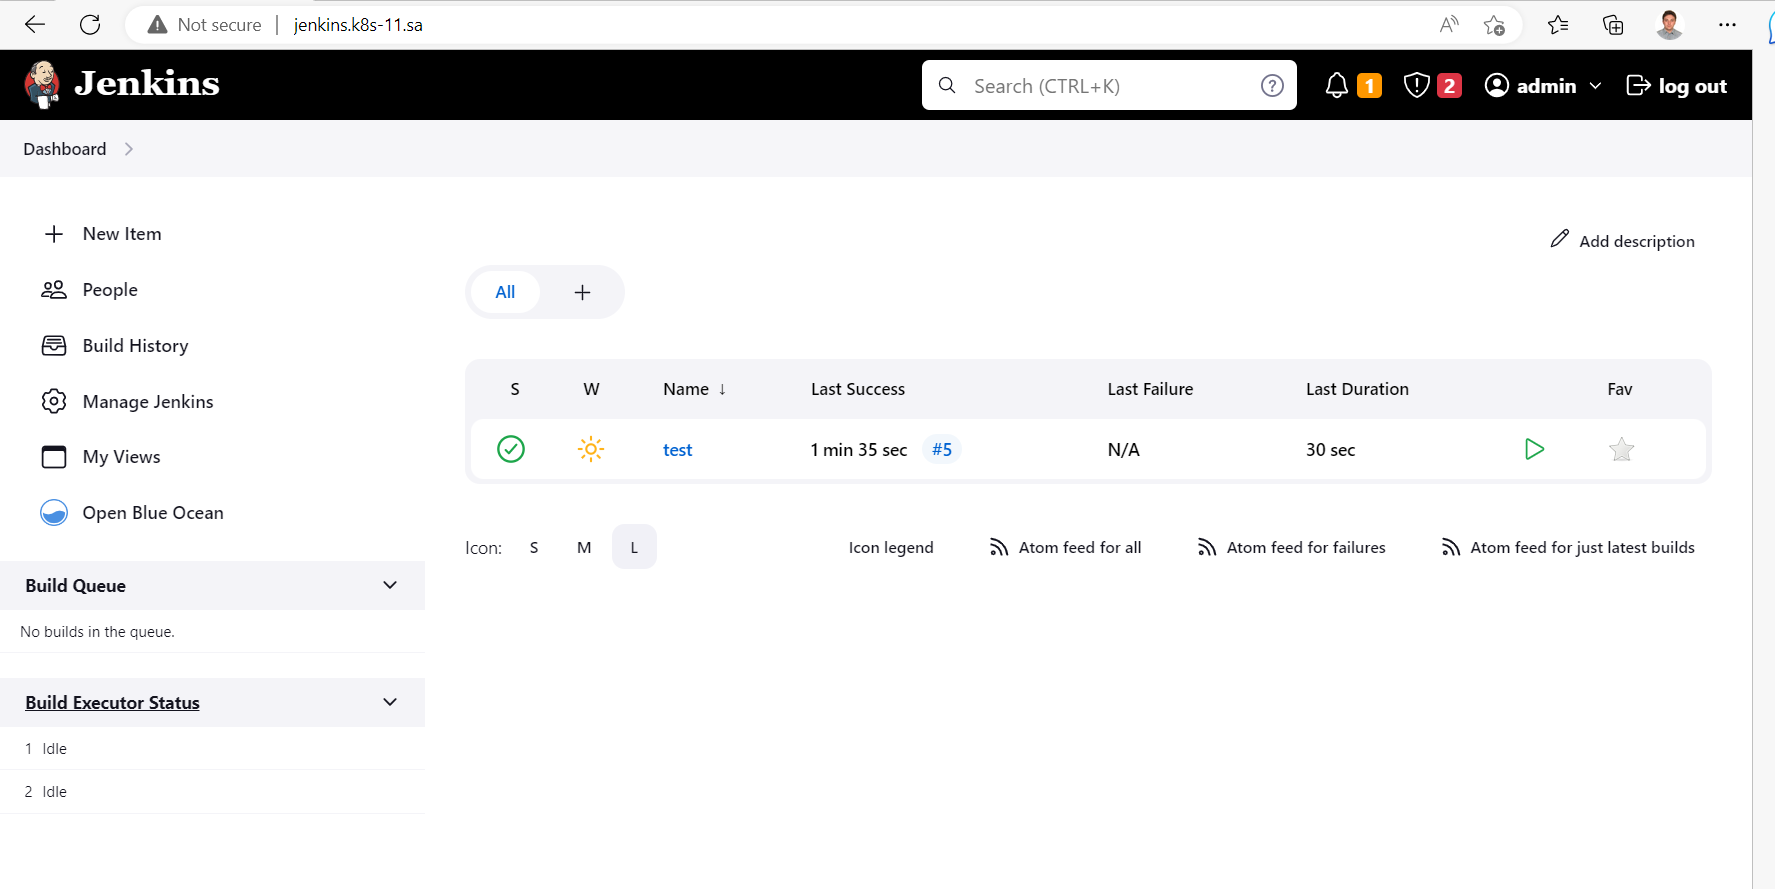 Not secure | jenkins.k8s-11.sa
Jenkins Search (CTRL+K) 1 2 admin log out
Dashboard
New Item
People
Build History
Manage Jenkins
My Views
Open Blue Ocean
Add description
All +
S W Name ↓ Last Success Last Failure Last Duration Fav
test 1 min 35 sec #5 N/A 30 sec
Icon: S M L Icon legend Atom feed for all Atom feed for failures Atom feed for just latest builds
Build Queue
No builds in the queue.
Build Executor Status
1 Idle
2 Idle